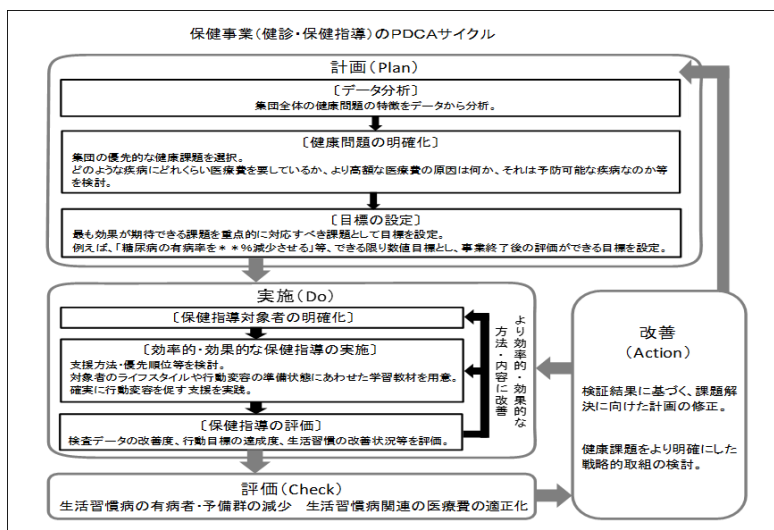 保健事業(健診・保健指導)のPDCAサイクル
計画(Plan)
〔データ分析〕
集団全体の健康問題の特徴をデータから分析。
〔健康問題の明確化〕
集団の優先的な健康課題を選択。
どのような疾病にどれくらい医療費を要しているか、より高額な医療費の原因は何か、それは予防可能な疾病なのか等
を検討。
〔目標の設定〕
最も効果が期待できる課題を重点的に対応すべき課題として目標を設定。
例えば、「糖尿病の有病率を**%減少させる」等、できる限り数値目標とし、事業終了後の評価ができる目標を設定。
実施(Do)
〔保健指導対象者の明確化〕
〔効率的・効果的な保健指導の実施〕
支援方法・優先順位等を検討。
対象者のライフスタイルや行動変容の準備状態にあわせた学習教材を用意。
確実に行動変容を促す支援を実践。
〔保健指導の評価〕
検査データの改善度、行動目標の達成度、生活習慣の改善状況等を評価。
より効率的・効果的な
方法・内容に改善
改善
(Action)
検証結果に基づく、課題解
決に向けた計画の修正。
健康課題をより明確にした
戦略的取組の検討。
評価(Check)
生活習慣病の有病者・予備群の減少 生活習慣病関連の医療費の適正化